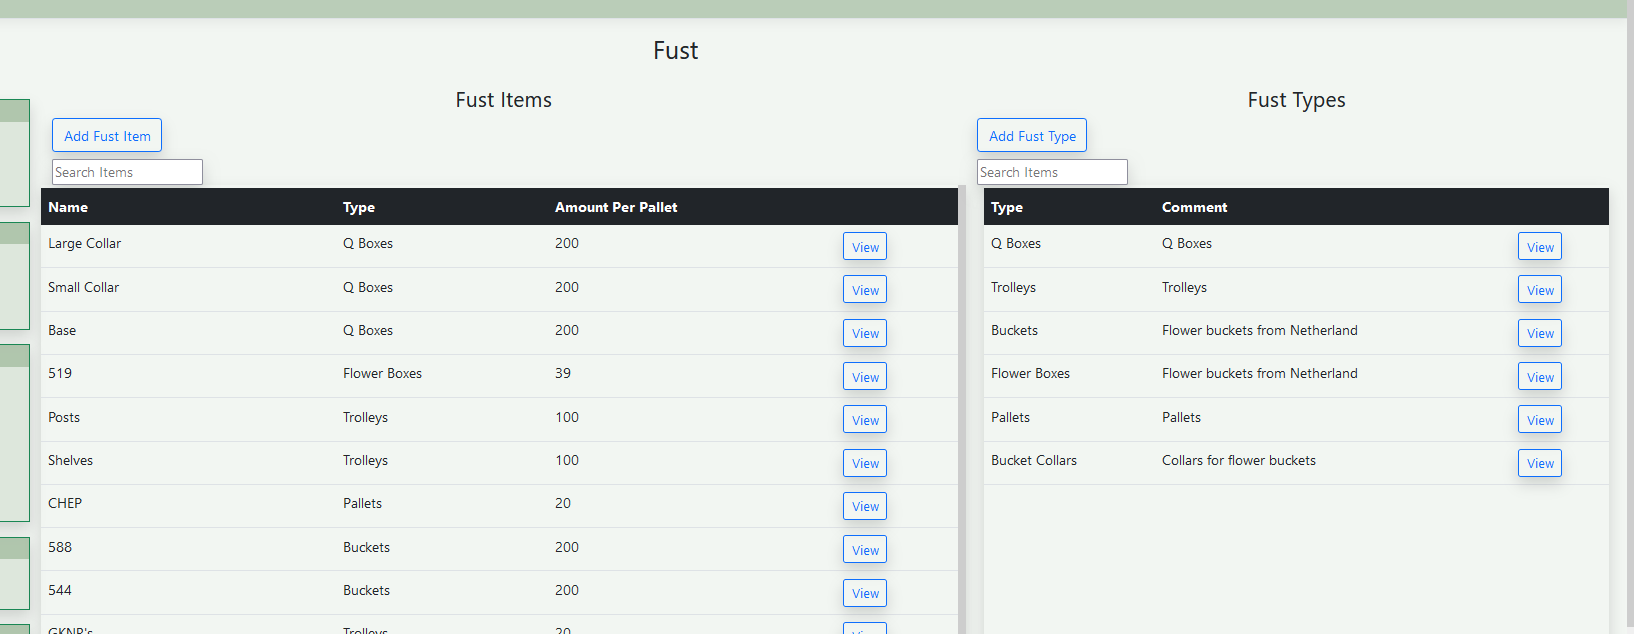 Fust
Fust Items
Add Fust Item
Search Items
Name Type Amount Per Pallet
Large Collar Q Boxes 200 View
Small Collar Q Boxes 200 View
Base Q Boxes 200 View
519 Flower Boxes 39 View
Posts Trolleys 100 View
Shelves Trolleys 100 View
CHEP Pallets 20 View
588 Buckets 200 View
544 Buckets 200 View
GKNP's Trolleys 20
Fust Types
Add Fust Type
Search Items
Type Comment
Q Boxes Q Boxes View
Trolleys Trolleys View
Buckets Flower buckets from Netherland View
Flower Boxes Flower buckets from Netherland View
Pallets Pallets View
Bucket Collars Collars for flower buckets View